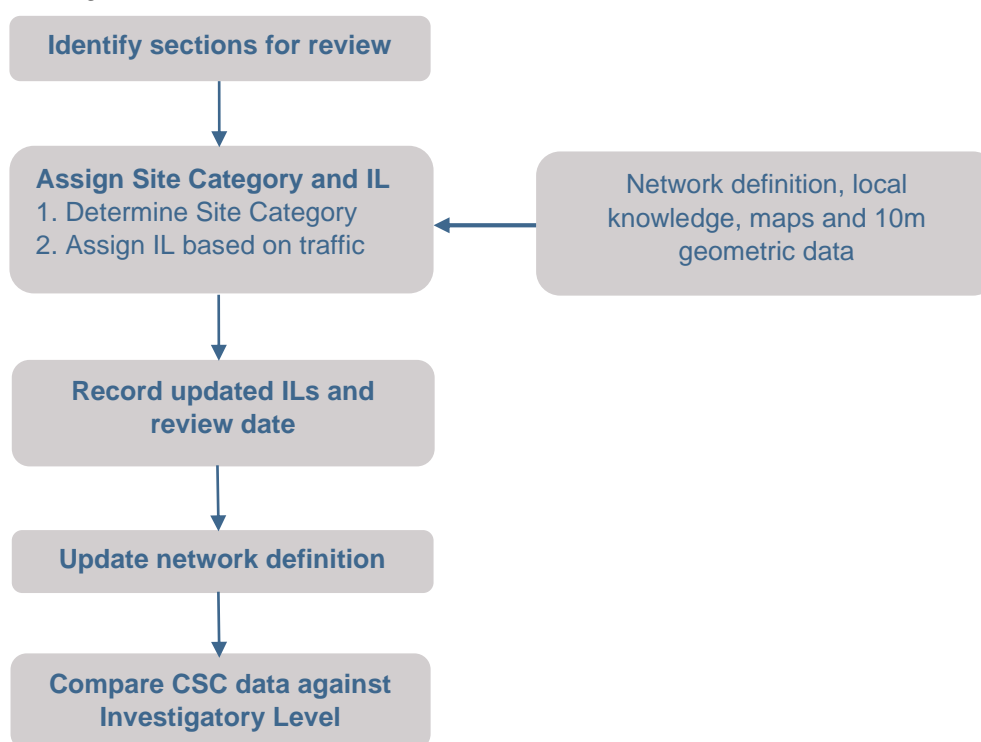 Identify sections for review
Assign Site Category and IL
1. Determine Site Category
2. Assign IL based on traffic
Network definition, local
knowledge, maps and 10m
geometric data
Record updated ILs and
review date
Update network definition
Compare CSC data against
Investigatory Level